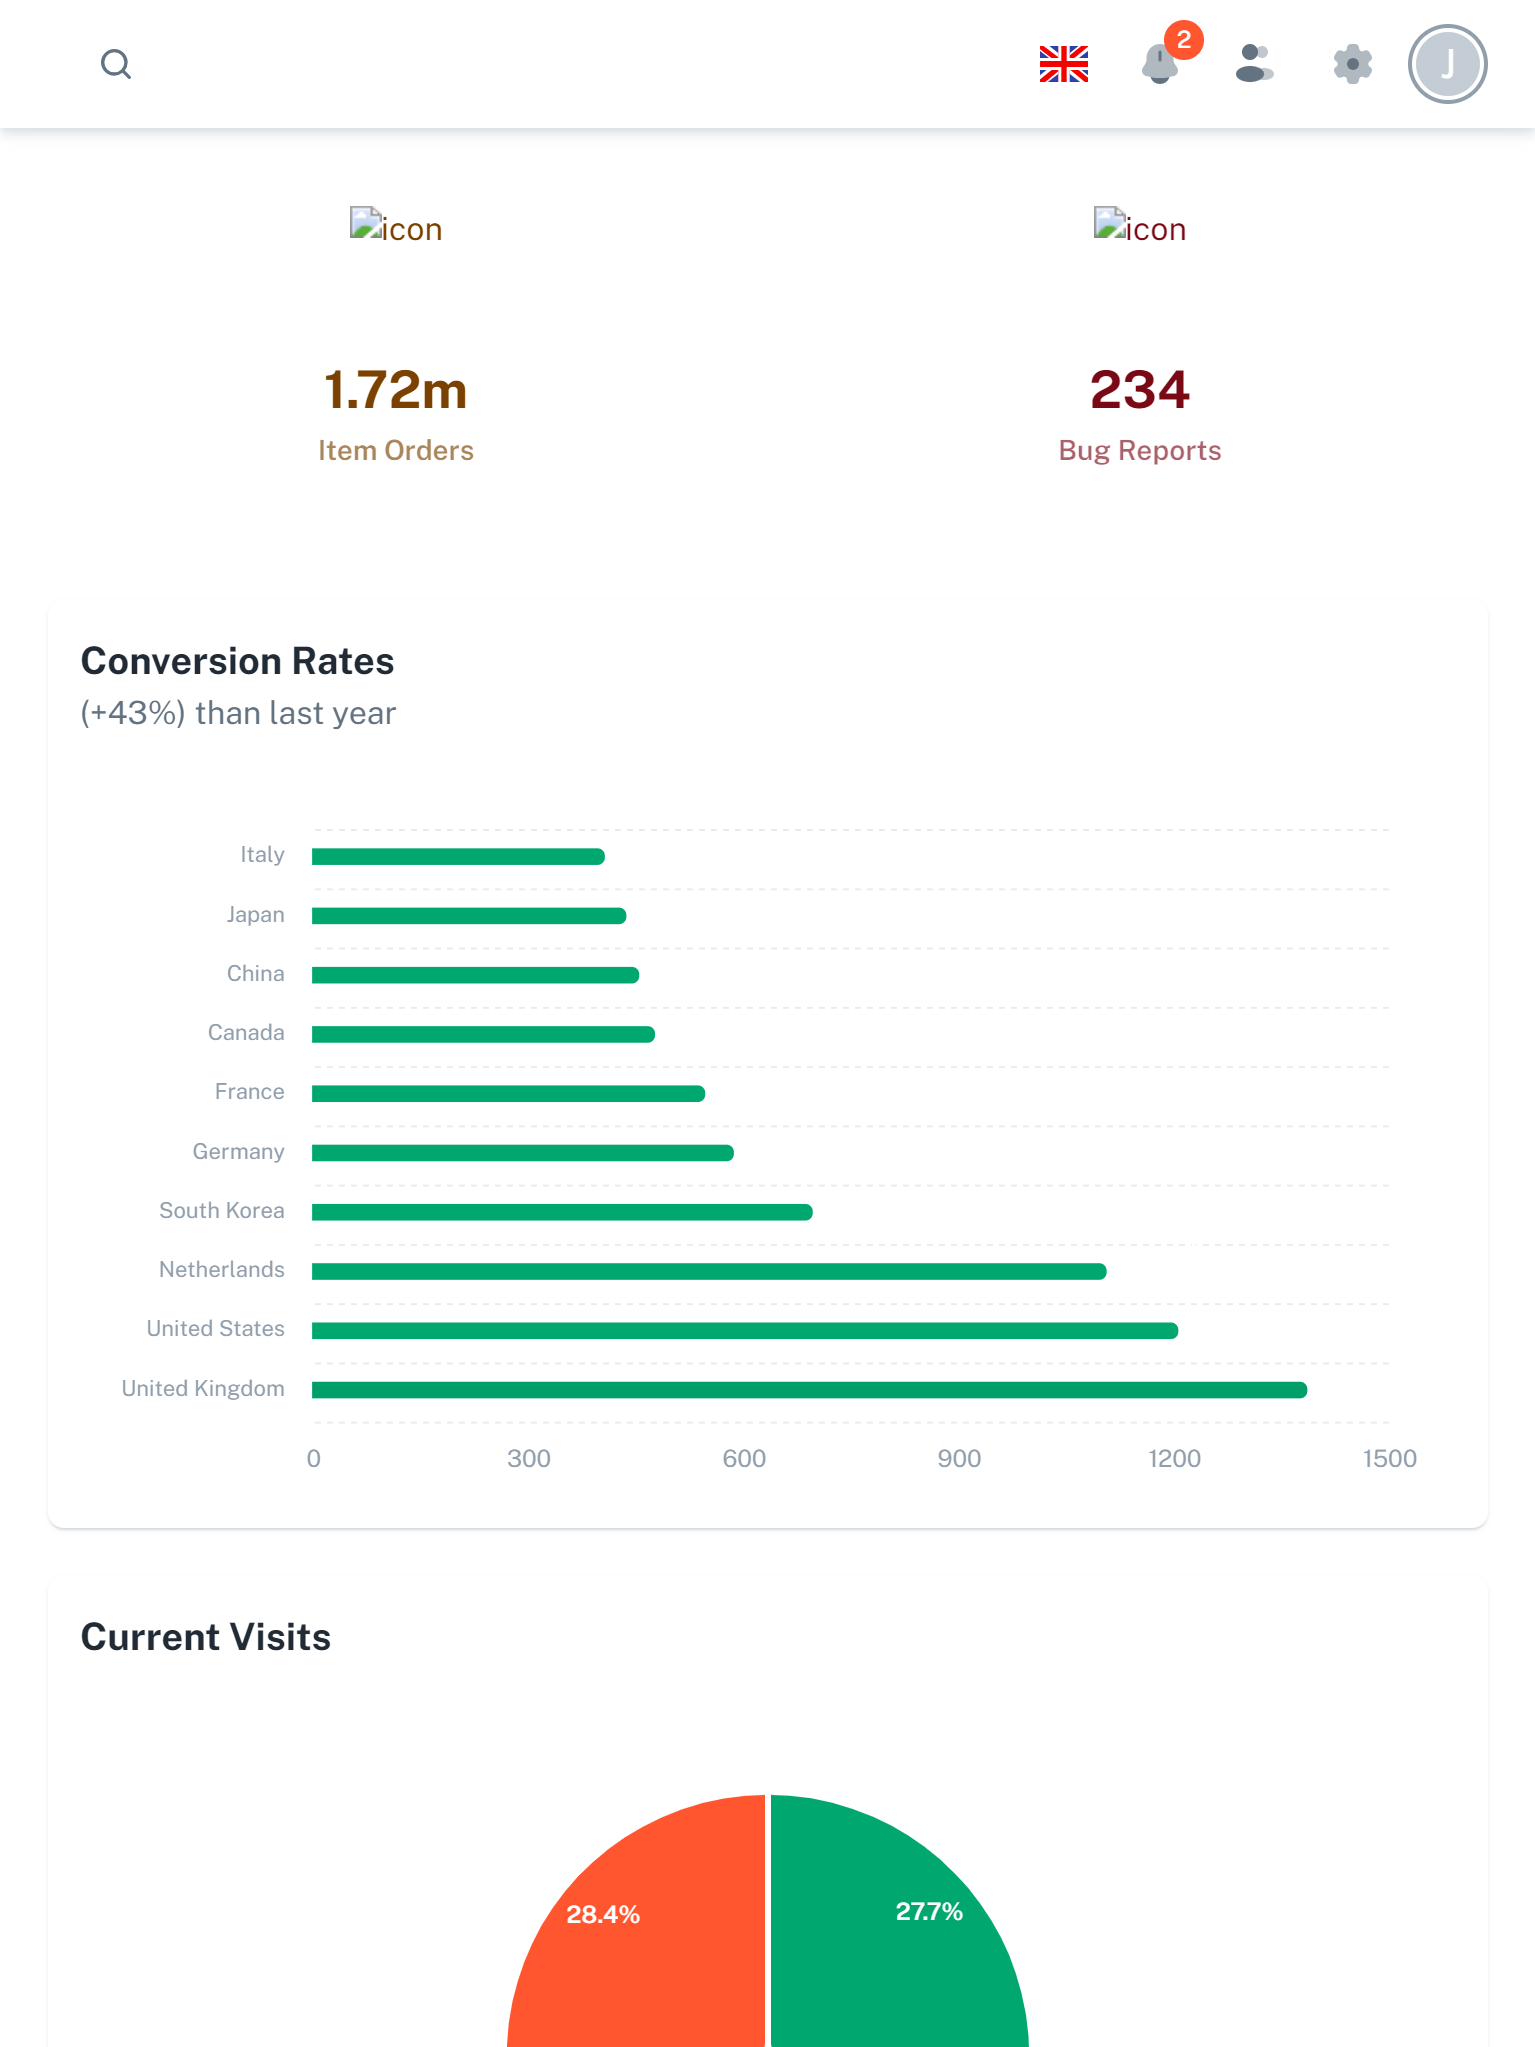 2
J
icon
icon
1.72m
234
Item Orders
Bug Reports
Conversion Rates
(+43%) than last year
Italy
Japan
China
Canada
France
Germany
South Korea
Netherlands
United States
United Kingdom
0 300 600 900 1200 1500
Current Visits
28.4%
27.7%